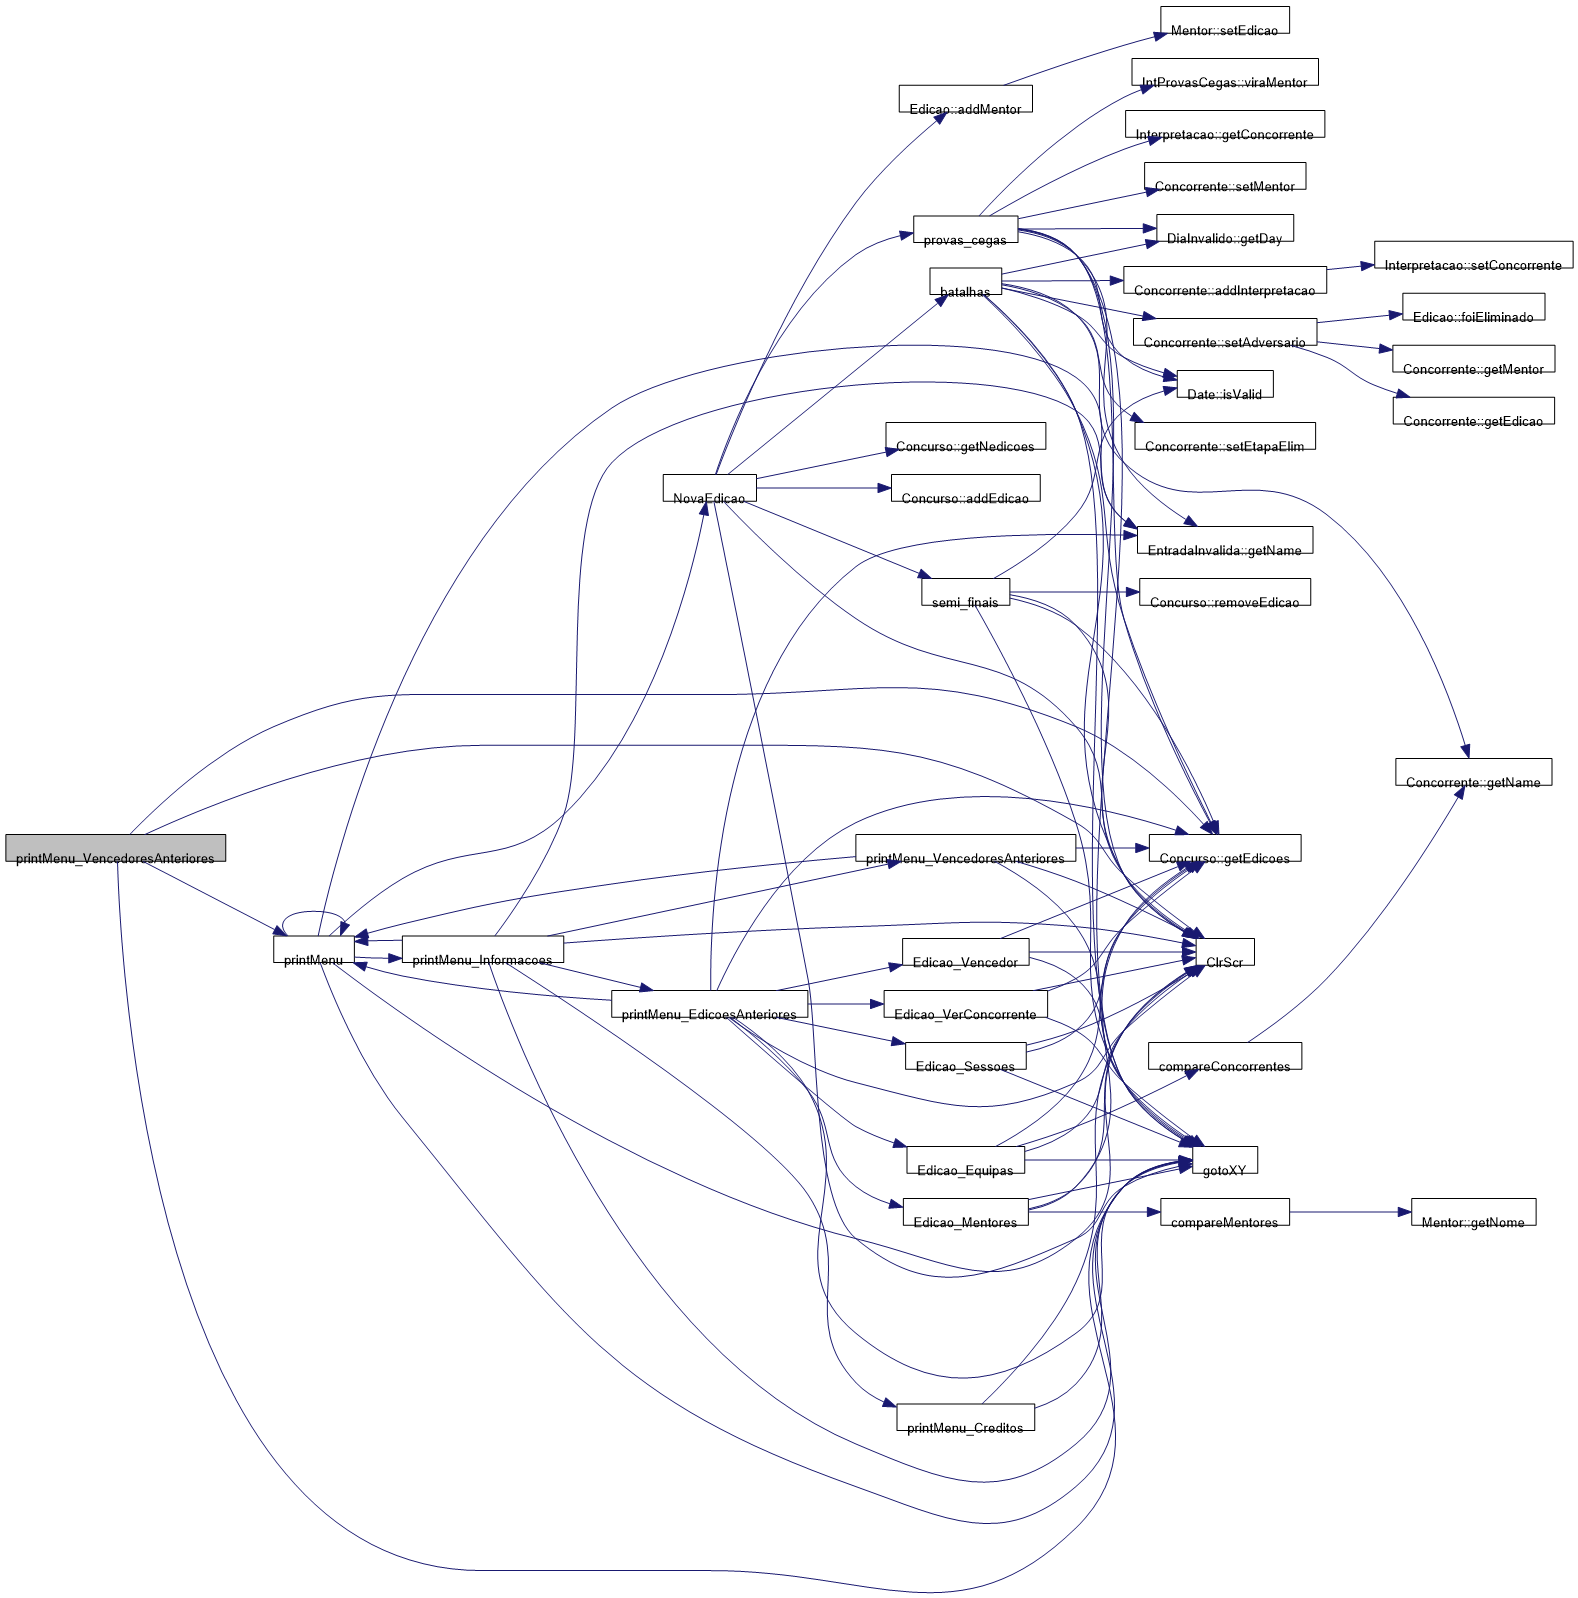 Mentor::setEdicao
IntProvasCegas::viraMentor
Edicao::addMentor
Interpretacao::getConcorrente
Concorrente::setMentor
provas_cegas
DiaInvalido::getDay
Interpretacao::setConcorrente
batalhas
Concorrente::addInterpretacao
Edicao::foiEliminado
Concorrente::setAdversario
Concorrente::getMentor
Date::isValid
Concorrente::getEdicao
Concurso::getNedicoes
Concorrente::setEtapaElim
NovaEdicao
Concurso::addEdicao
EntradaInvalida::getName
semi_finais
Concurso::removeEdicao
Concorrente::getName
printMenu_VencedoresAnteriores
printMenu_VencedoresAnteriores
Concurso::getEdicoes
printMenu
printMenu_Informacoes
Edicao_Vencedor
ClrScr
printMenu_EdicoesAnteriores
Edicao_VerConcorrente
Edicao_Sessoes
compareConcorrentes
Edicao_Equipas
gotoXY
Edicao_Mentores
compareMentores
Mentor::getNome
printMenu_Creditos